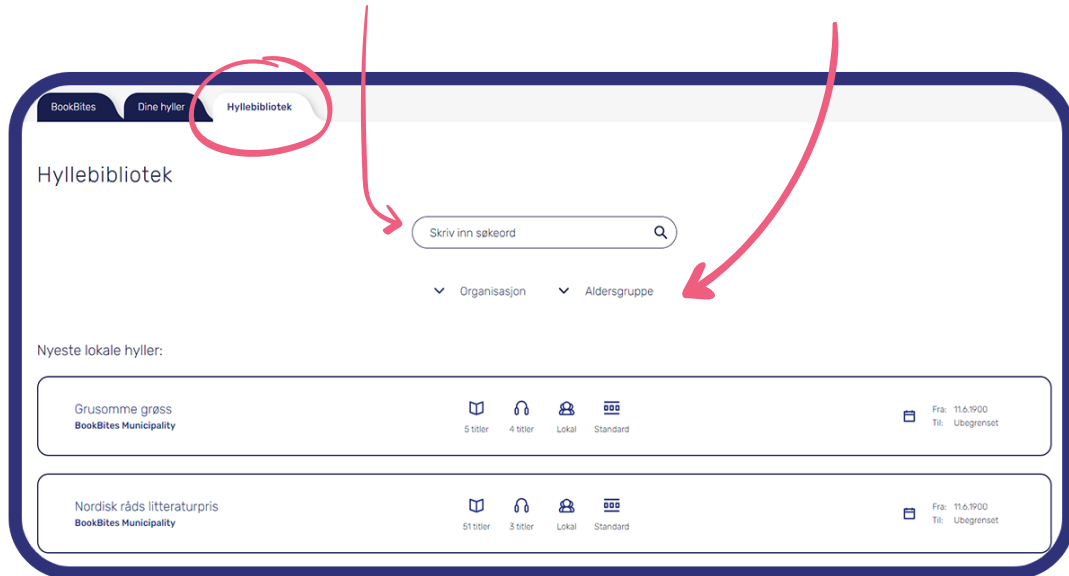 BookBites Dine hyller Hyllebibliotek
Hyllebibliotek
Skriv inn søkeord
Organisasjon Aldersgruppe
Nyeste lokale hyller:
Grusomme grøss
BookBites Municipality
5 titler 4 titler Lokal Standard
Fra: 11.6.1900
Til: Ubegrenset
Nordisk råds litteraturpris
BookBites Municipality
51 titler 3 titler Lokal Standard
Fra: 11.6.1900
Til: Ubegrenset